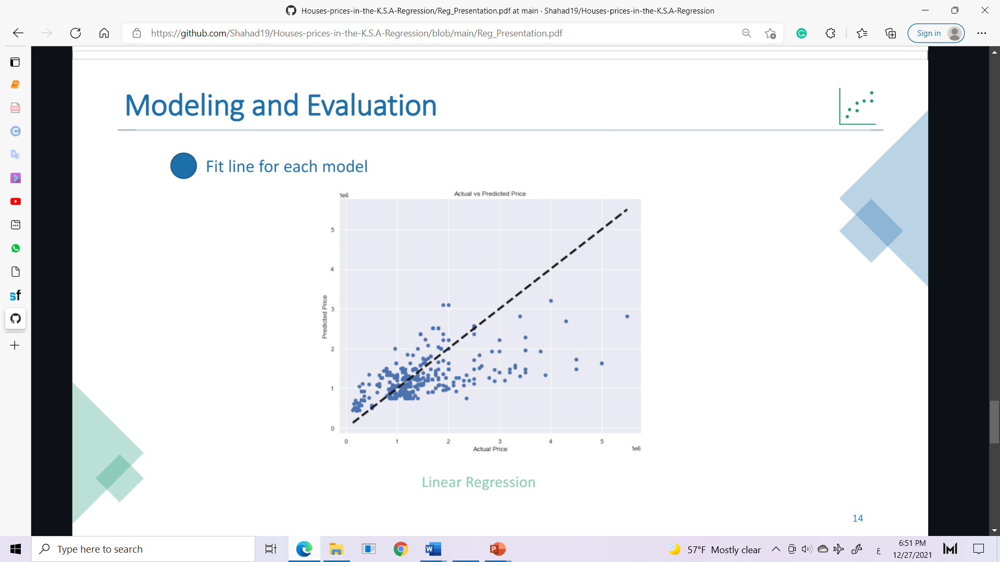 Houses-prices-in-the-K.S.A-Regression/Reg_Presentation.pdf at main · Shahad19/Houses-prices-in-the-K.S.A-Regression
https://github.com/Shahad19/Houses-prices-in-the-K.S.A-Regression/blob/main/Reg_Presentation.pdf
Sign in
PDF
sf
Modeling and Evaluation
Fit line for each model
Actual vs Predicted Price
1e6
5
4
3
2
1
0
Predicted Price
0 1 2 3 4 5
Actual Price
1e6
Linear Regression
14
Type here to search
57°F Mostly clear
ع
6:51 PM
12/27/2021